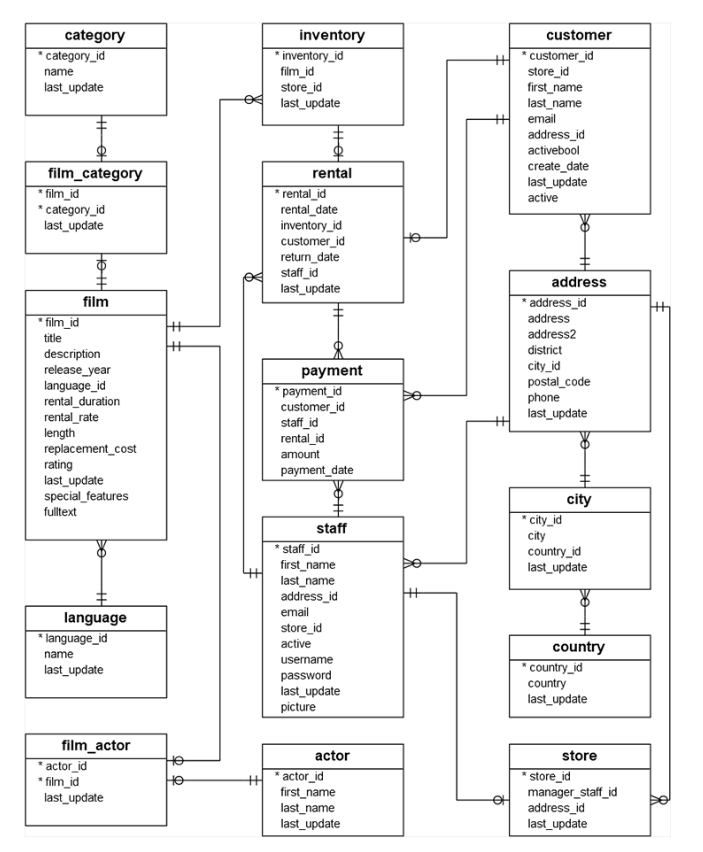 category
* category_id
name
last_update
film_category
* film_id
* category_id
last_update
film
* film_id
title
description
release_year
language_id
rental_duration
rental_rate
length
replacement_cost
rating
last_update
special_features
fulltext
language
* language_id
name
last_update
film_actor
* actor_id
* film_id
last_update
inventory
* inventory_id
film_id
store_id
last_update
rental
* rental_id
rental_date
inventory_id
customer_id
return_date
staff_id
last_update
payment
* payment_id
customer_id
staff_id
rental_id
amount
payment_date
staff
* staff_id
first_name
last_name
address_id
email
store_id
active
username
password
last_update
picture
actor
* actor_id
first_name
last_name
last_update
customer
* customer_id
store_id
first_name
last_name
email
address_id
activebool
create_date
last_update
active
address
* address_id
address
address2
district
city_id
postal_code
phone
last_update
city
* city_id
city
country_id
last_update
country
* country_id
country
last_update
store
* store_id
manager_staff_id
address_id
last_update